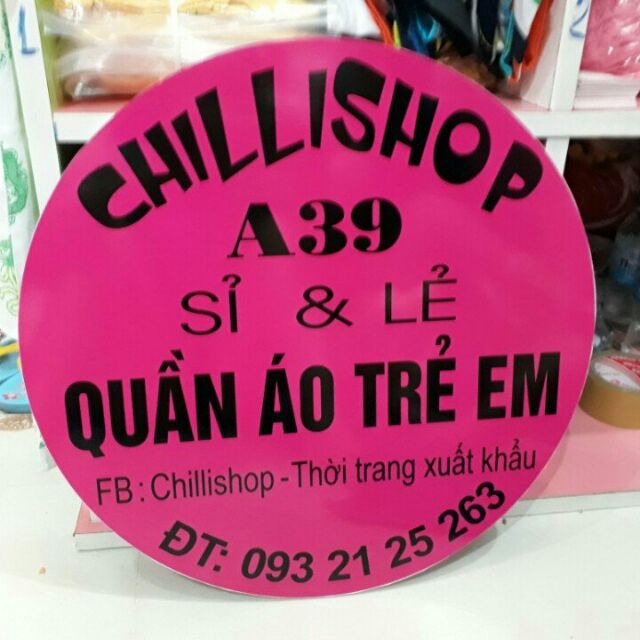 CHILLISHOP
A39
SỈ & LẺ
QUẦN ÁO TRẺ EM
FB : Chillishop - Thời trang xuất khẩu
ĐT: 093 21 25 263